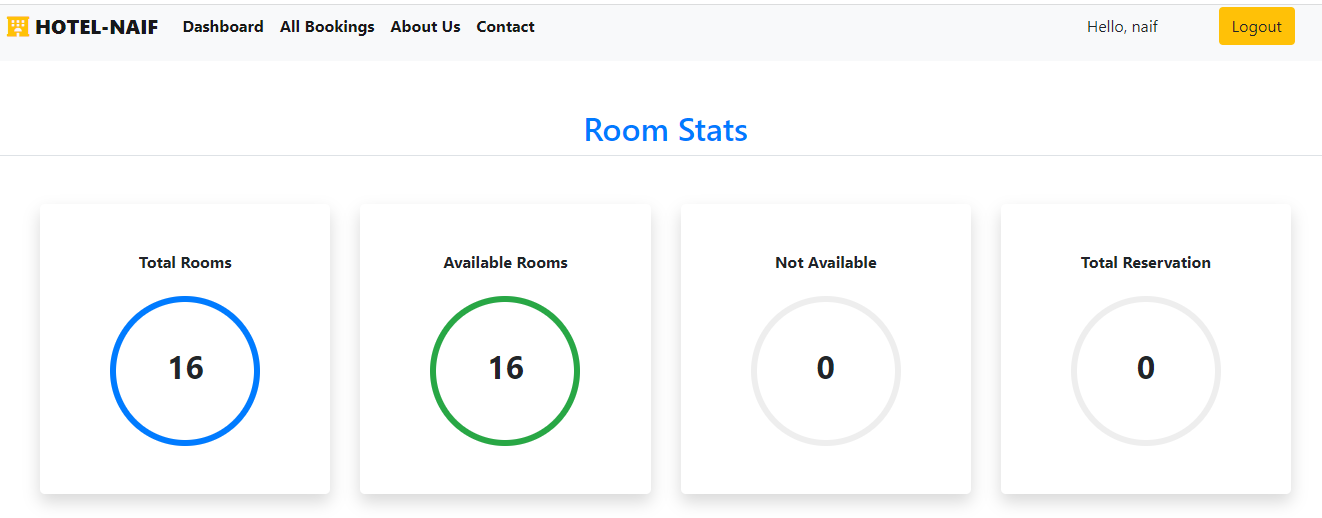 HOTEL-NAIF Dashboard All Bookings About Us Contact Hello, naif Logout
Room Stats
Total Rooms Available Rooms Not Available Total Reservation
16 16 0 0